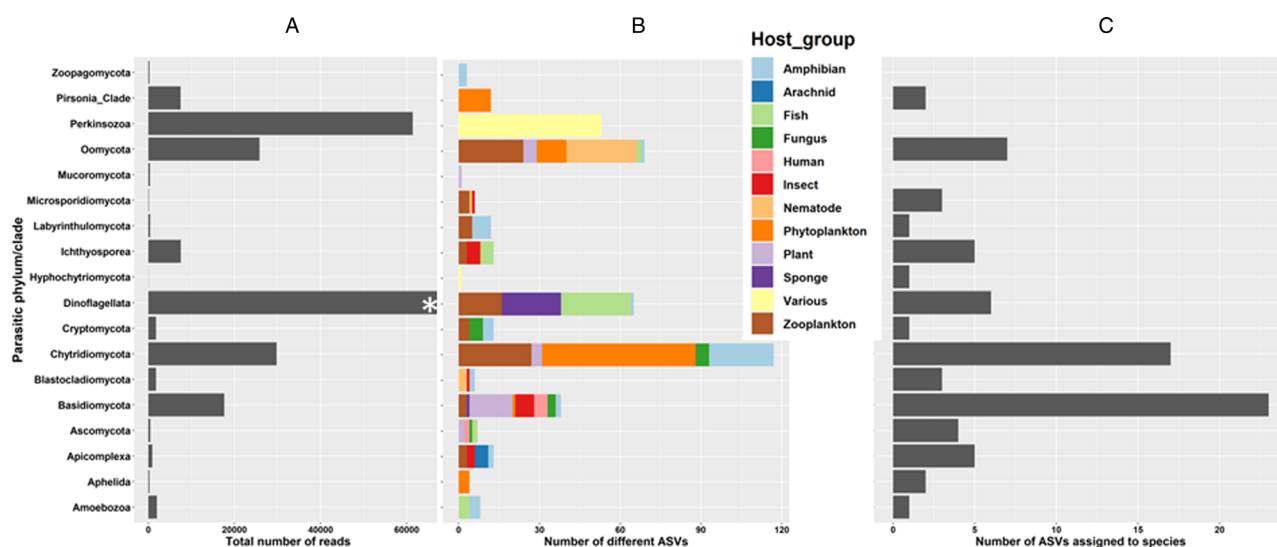 A
B
C
Host_group
Amphibian
Arachnid
Fish
Fungus
Human
Insect
Nematode
Phytoplankton
Plant
Sponge
Various
Zooplankton
Parasitic phylum/clade
Zoopagomycota
Pirsonia_Clade
Perkinsozoa
Oomycota
Mucoromycota
Microsporidiomycota
Labyrinthulomycota
Ichthyosporea
Hyphochytriomycota
Dinoflagellata
*
Cryptomycota
Chytridiomycota
Blastocladiomycota
Basidiomycota
Ascomycota
Apicomplexa
Aphelida
Amoebozoa
0 20000 40000 60000
Total number of reads
0 30 60 90 120
Number of different ASVs
0 5 10 15 20
Number of ASVs assigned to species